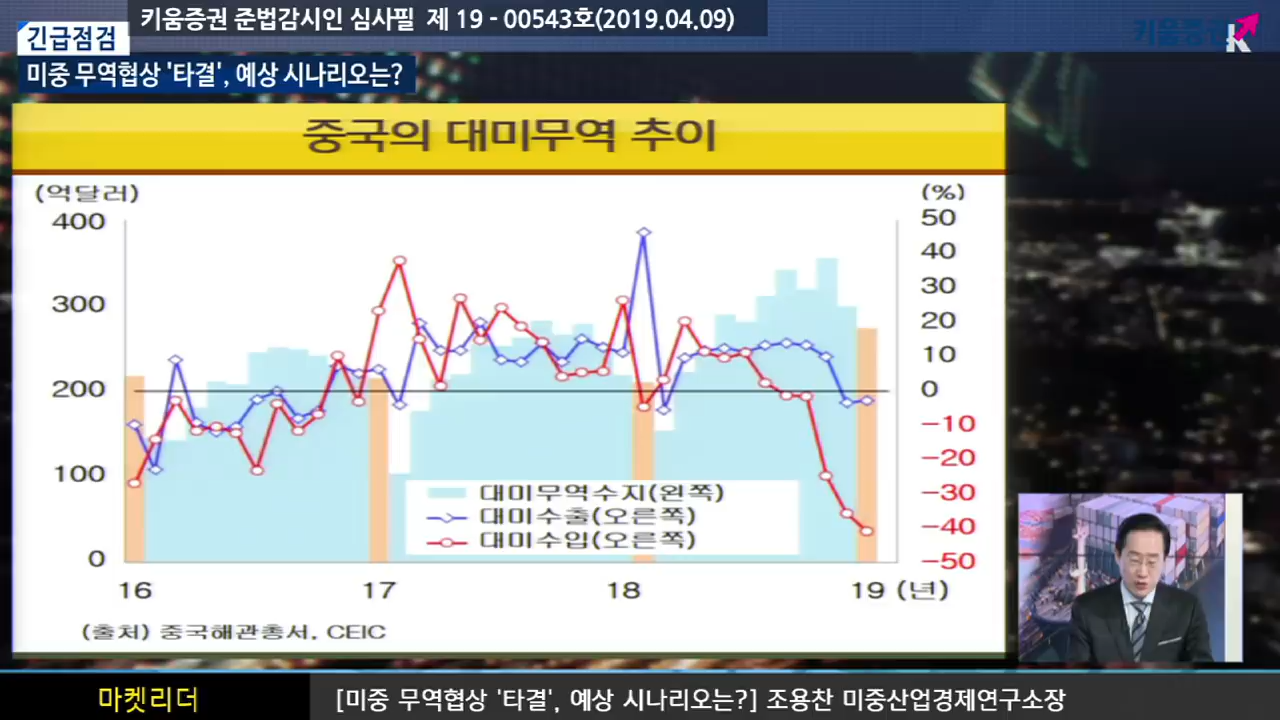 키움증권 준법감시인 심사필 제 19 - 00543호(2019.04.09)
키움증권
긴급점검
미중 무역협상 '타결', 예상 시나리오는?
중국의 대미무역 추이
(억달러)
(%)
400
300
200
100
0
50
40
30
20
10
0
-10
-20
-30
-40
-50
대미무역수지(왼쪽)
대미수출(오른쪽)
대미수입(오른쪽)
16 17 18 19 (년)
(출처) 중국해관총서, CEIC
마켓리더
[미중 무역협상 '타결', 예상 시나리오는?] 조용찬 미중산업경제연구소장